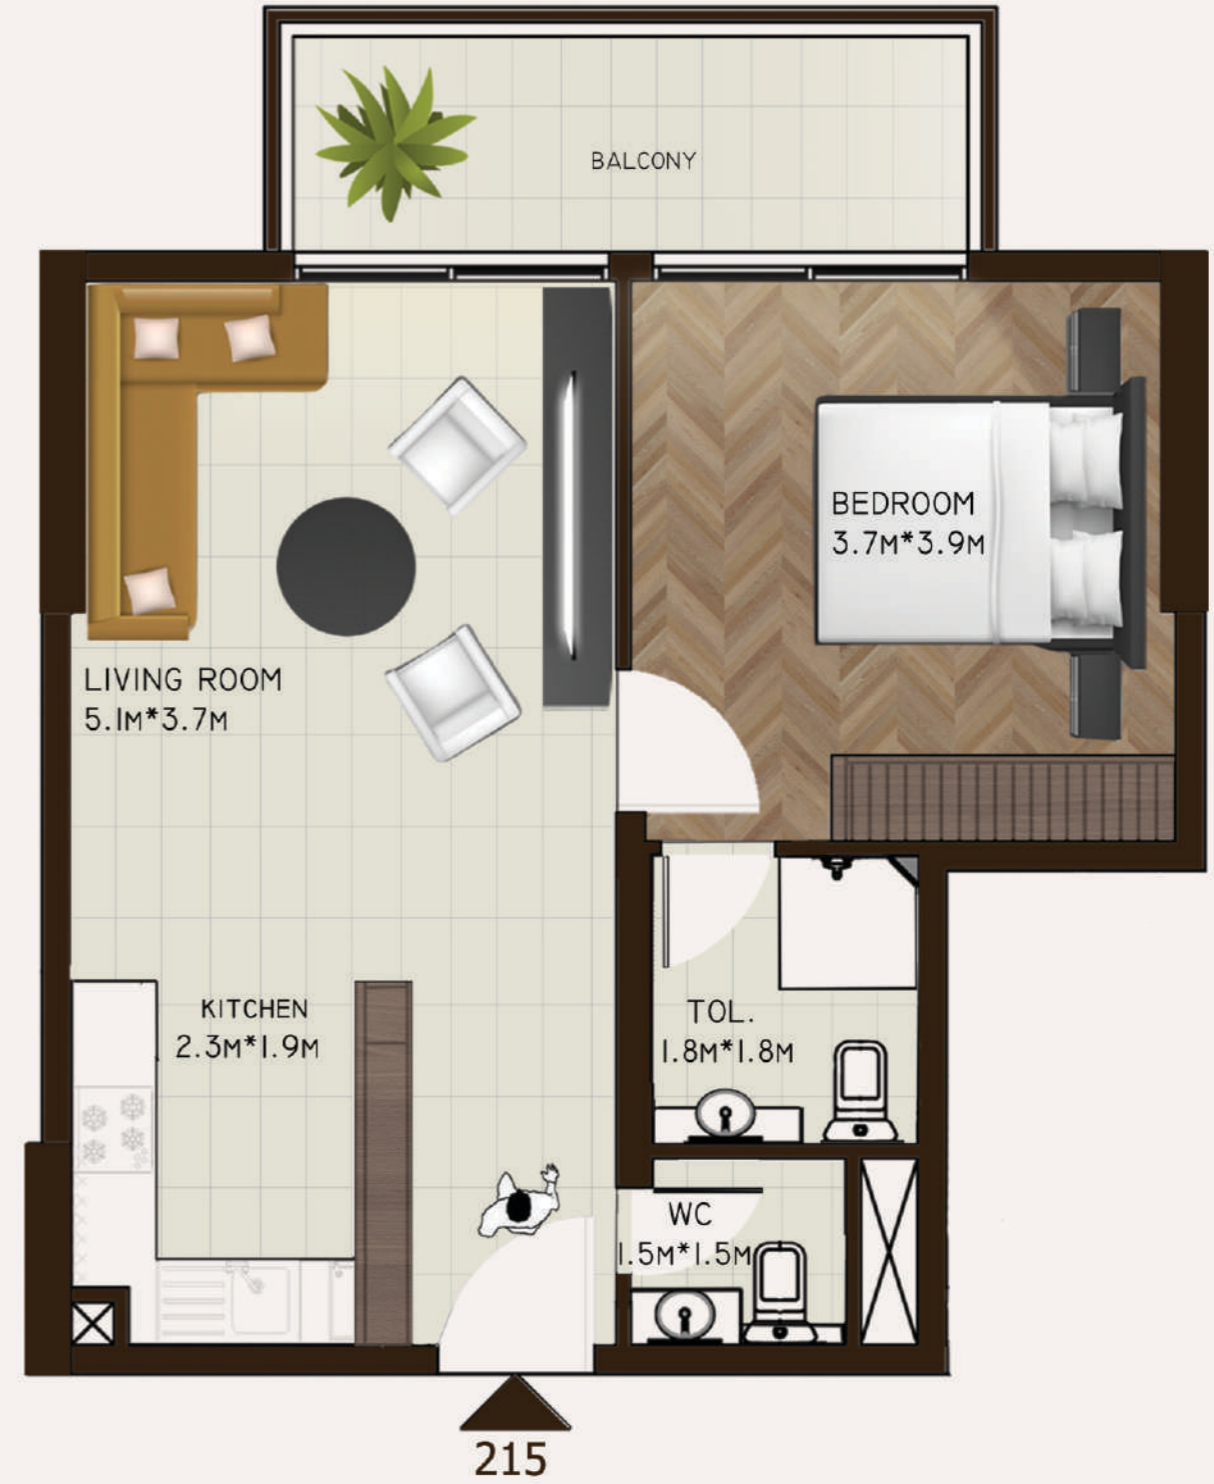 BALCONY
BEDROOM
3.7M*3.9M
LIVING ROOM
5.1M*3.7M
KITCHEN
2.3M*1.9M
TOL.
1.8M*1.8M
WC
1.5M*1.5M
215